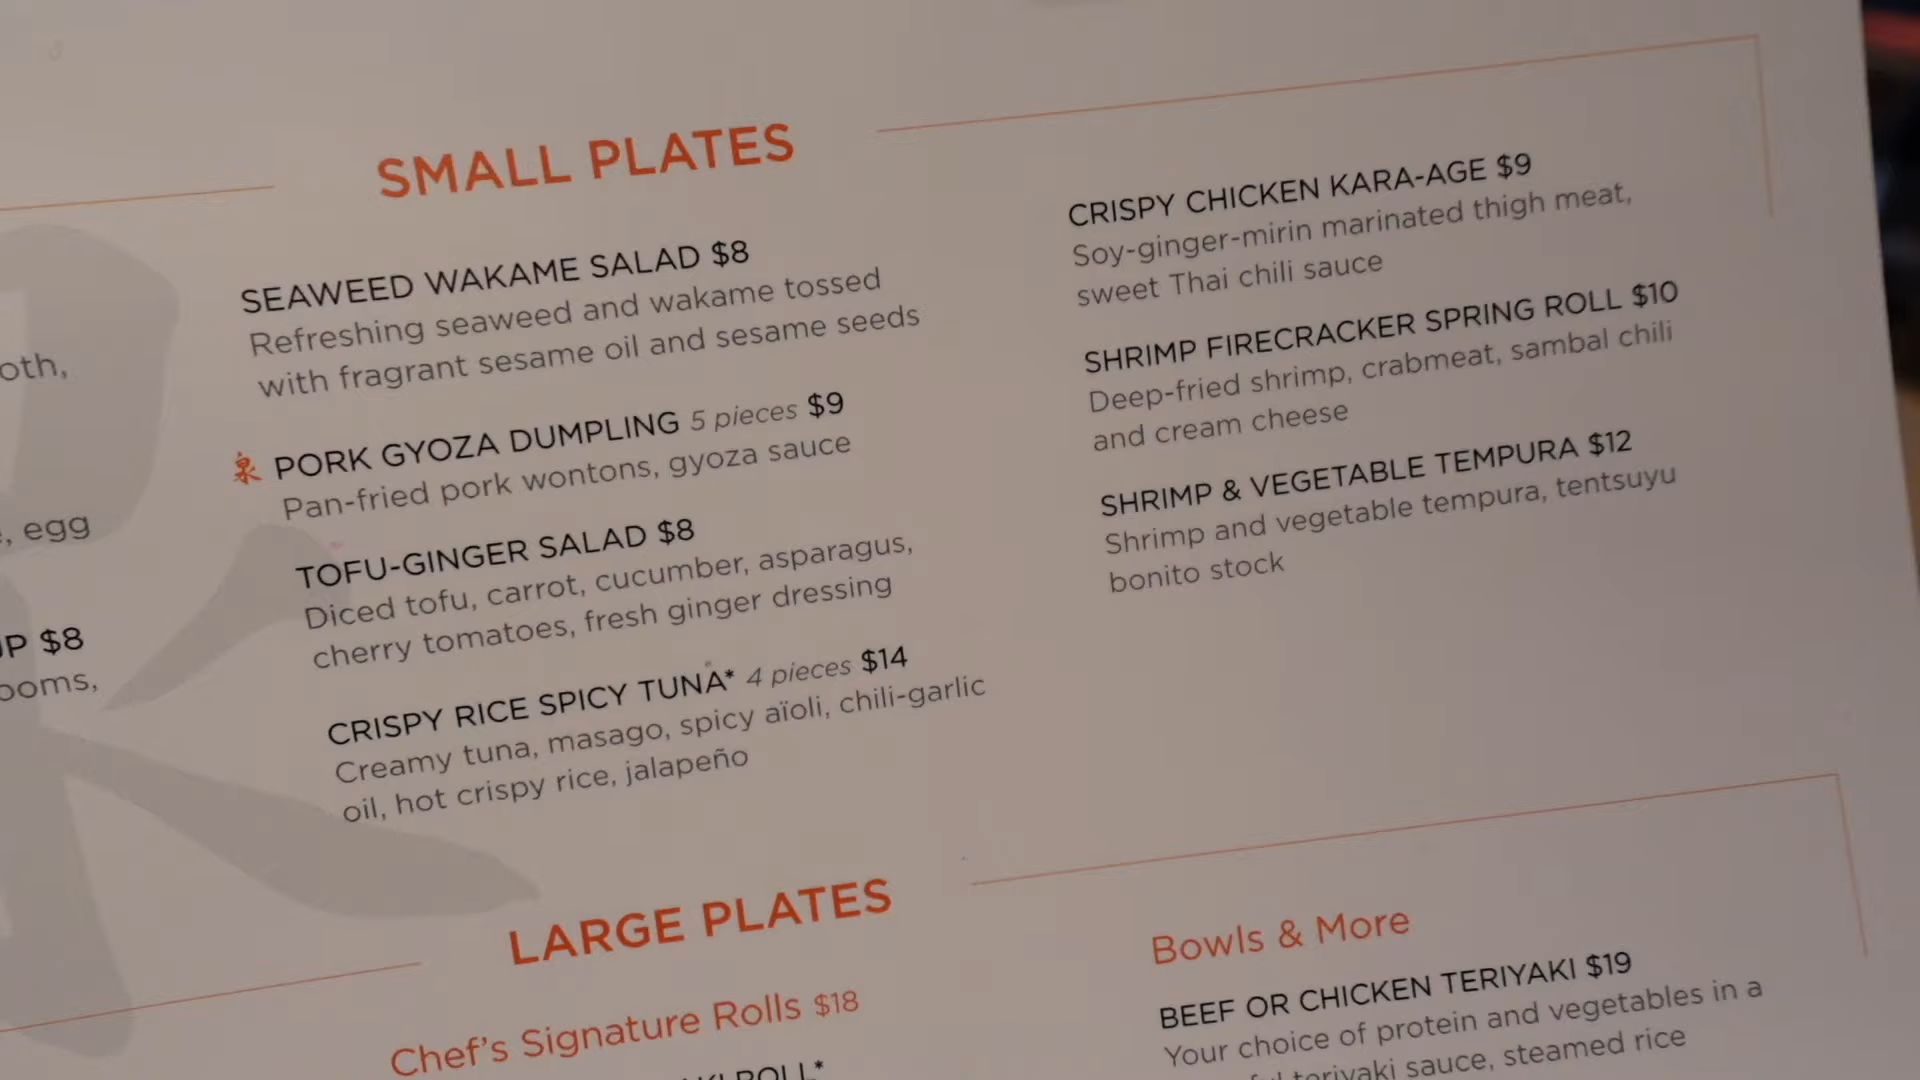 oth,
egg
P $8
ooms,
SMALL PLATES
SEAWEED WAKAME SALAD $8
Refreshing seaweed and wakame tossed
with fragrant sesame oil and sesame seeds
泉 PORK GYOZA DUMPLING 5 pieces $9
Pan-fried pork wontons, gyoza sauce
TOFU-GINGER SALAD $8
Diced tofu, carrot, cucumber, asparagus,
cherry tomatoes, fresh ginger dressing
CRISPY RICE SPICY TUNA* 4 pieces $14
Creamy tuna, masago, spicy aïoli, chili-garlic
oil, hot crispy rice, jalapeño
CRISPY CHICKEN KARA-AGE $9
Soy-ginger-mirin marinated thigh meat,
sweet Thai chili sauce
SHRIMP FIRECRACKER SPRING ROLL $10
Deep-fried shrimp, crabmeat, sambal chili
and cream cheese
SHRIMP & VEGETABLE TEMPURA $12
Shrimp and vegetable tempura, tentsuyu
bonito stock
LARGE PLATES
Chef's Signature Rolls $18
ROLL*
Bowls & More
BEEF OR CHICKEN TERIYAKI $19
Your choice of protein and vegetables in a
teriyaki sauce, steamed rice